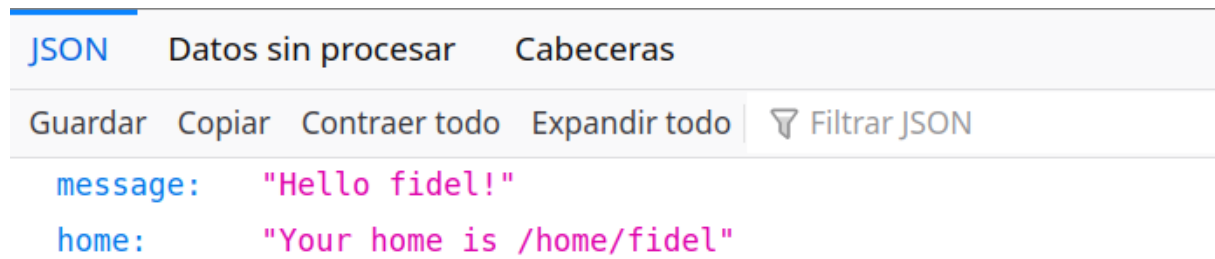 JSON Datos sin procesar Cabeceras
Guardar Copiar Contraer todo Expandir todo Filtrar JSON
message: "Hello fidel!"
home: "Your home is /home/fidel"